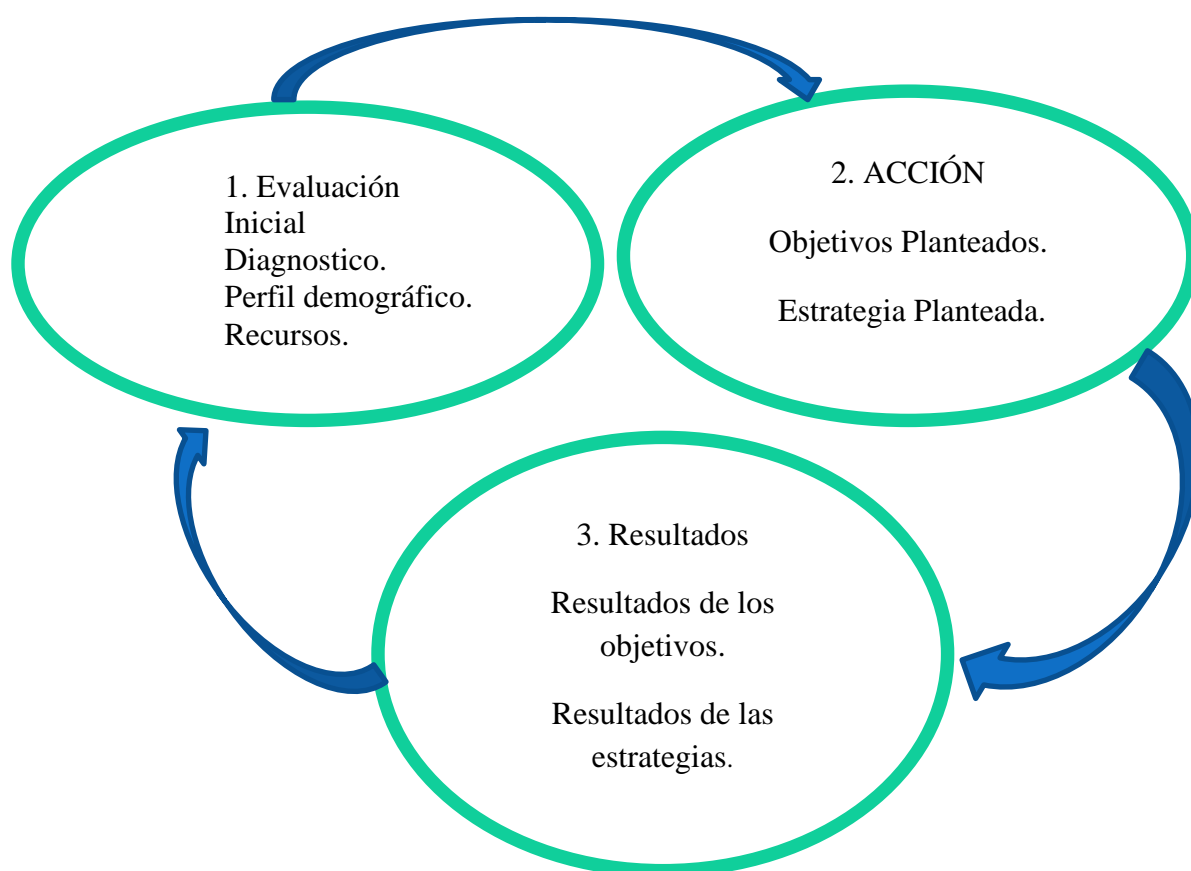 1. Evaluación
Inicial
Diagnostico.
Perfil demográfico.
Recursos.
2. ACCIÓN
Objetivos Planteados.
Estrategia Planteada.
3. Resultados
Resultados de los
objetivos.
Resultados de las
estrategias.